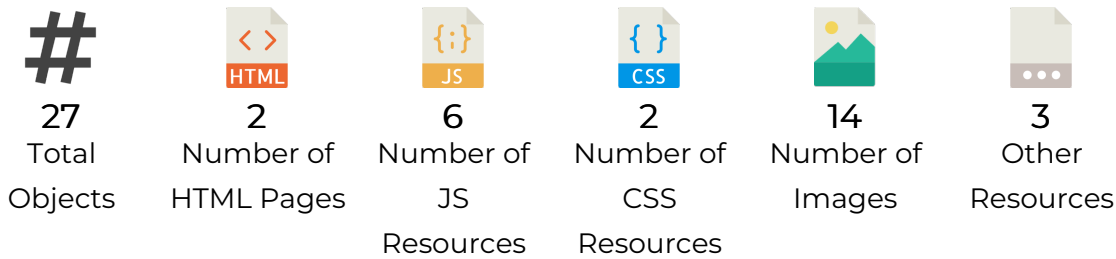 #
HTML
{;} JS
{ } CSS
27
Total
Objects
2
Number of
HTML Pages
6
Number of
JS
Resources
2
Number of
CSS
Resources
14
Number of
Images
3
Other
Resources